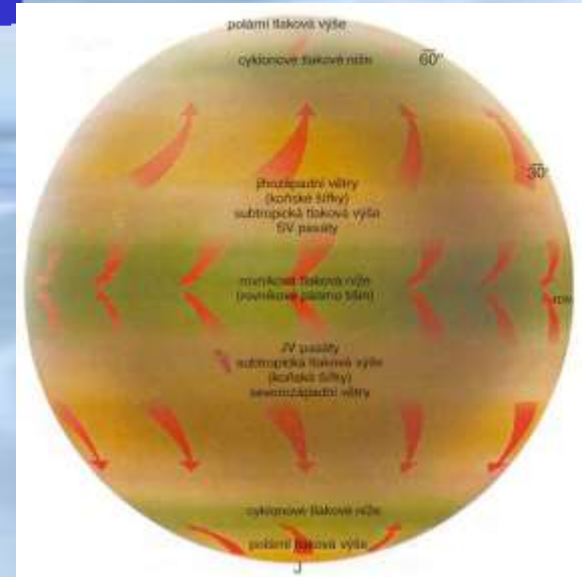 polární tlaková výše
cyklonové tlakové níže
60°
30°
jihozápadní větry
(koňské šířky)
subtropická tlaková výše
SV pasáty
rovníková tlaková níže
(rovníkové pásmo tišin)
JV pasáty
subtropická tlaková výše
(koňské šířky)
severozápadní větry
cyklonové tlakové níže
polární tlaková výše
J